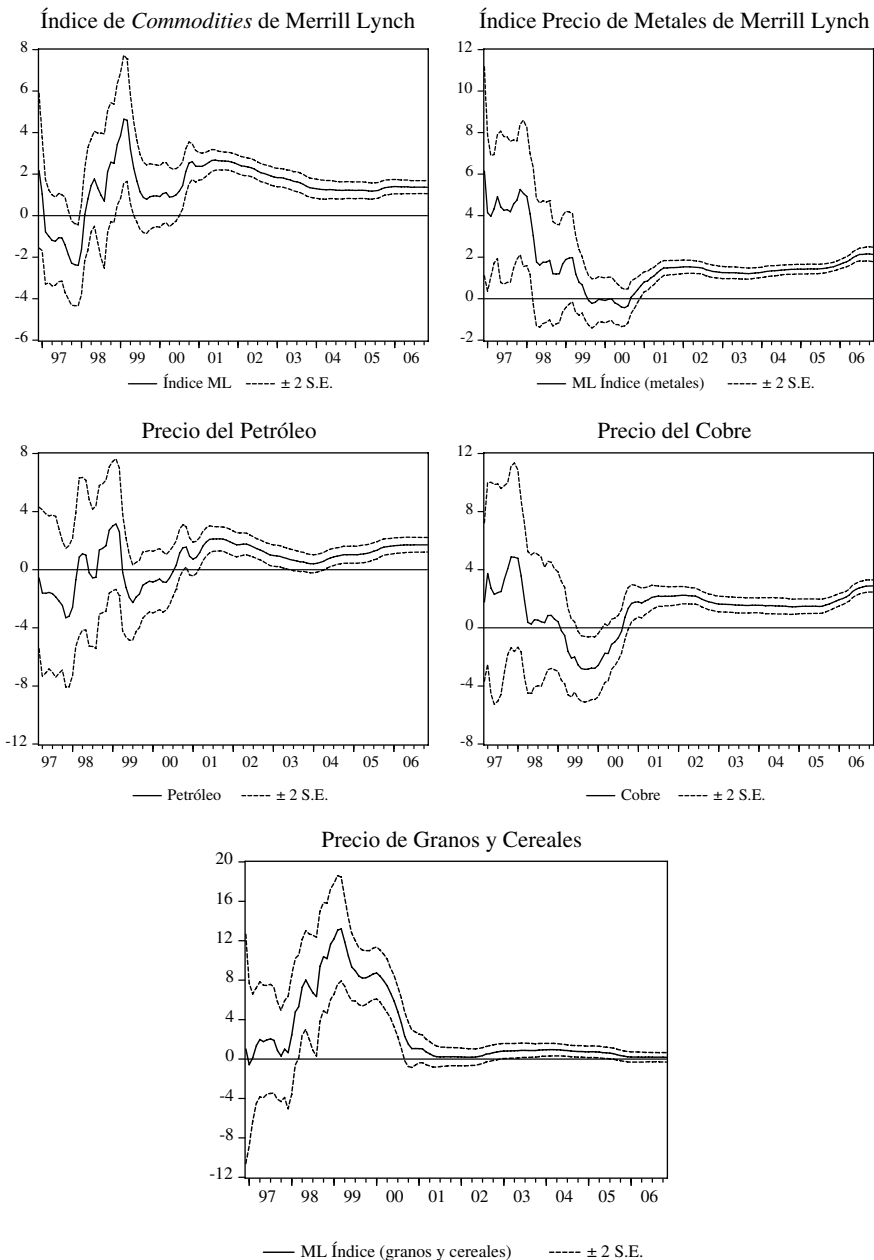 Índice de Commodities de Merrill Lynch
8
6
4
2
0
-2
-4
-6
97 98 99 00 01 02 03 04 05 06
Índice ML ± 2 S.E.
Índice Precio de Metales de Merrill Lynch
12
10
8
6
4
2
0
-2
97 98 99 00 01 02 03 04 05 06
ML Índice (metales) ± 2 S.E.
Precio del Petróleo
8
4
0
-4
-8
-12
97 98 99 00 01 02 03 04 05 06
Petróleo ± 2 S.E.
Precio del Cobre
12
8
4
0
-4
-8
97 98 99 00 01 02 03 04 05 06
Cobre ± 2 S.E.
Precio de Granos y Cereales
20
16
12
8
4
0
-4
-8
-12
97 98 99 00 01 02 03 04 05 06
ML Índice (granos y cereales) ± 2 S.E.